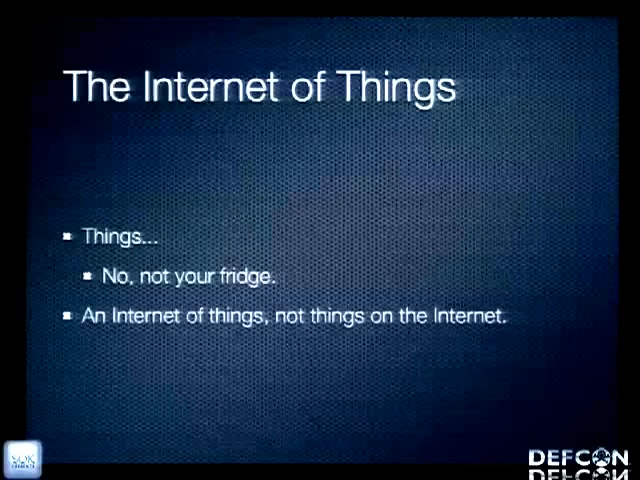 The Internet of Things
Things...
No, not your fridge.
An Internet of things, not things on the Internet.
DEFCON